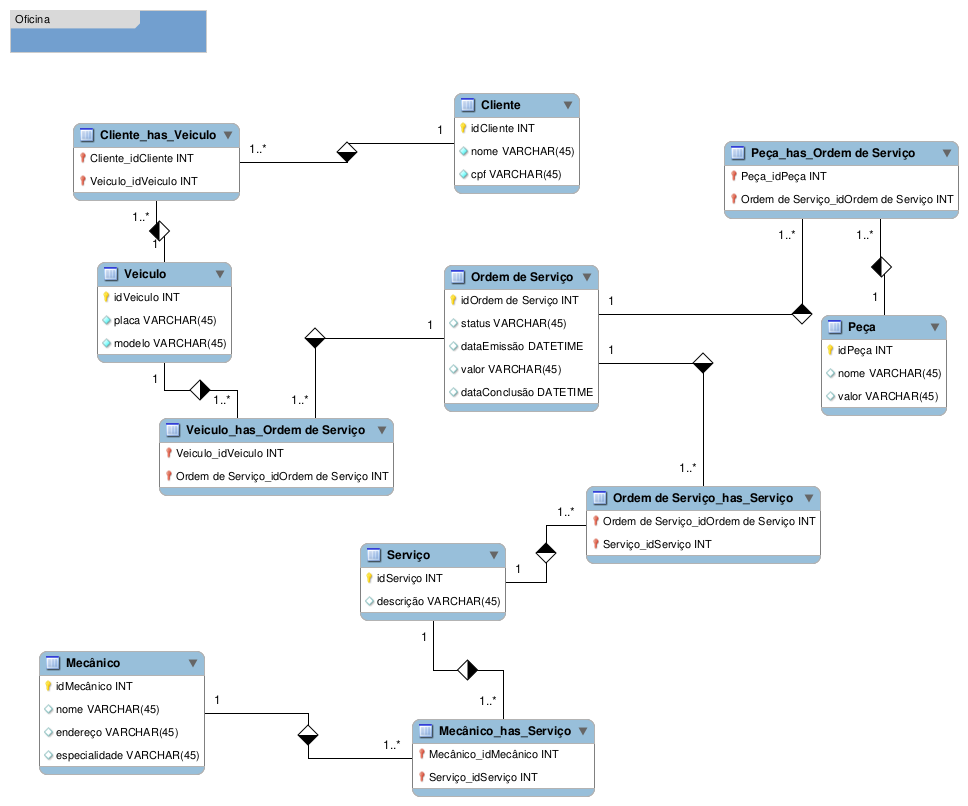 Oficina
Cliente
idCliente INT
nome VARCHAR(45)
cpf VARCHAR(45)
Cliente_has_Veiculo
Cliente_idCliente INT
Veiculo_idVeiculo INT
1..*
1
Peça_has_Ordem de Serviço
Peça_idPeça INT
Ordem de Serviço_idOrdem de Serviço INT
1..*
1
Veiculo
idVeiculo INT
placa VARCHAR(45)
modelo VARCHAR(45)
Ordem de Serviço
idOrdem de Serviço INT
status VARCHAR(45)
dataEmissão DATETIME
valor VARCHAR(45)
dataConclusão DATETIME
1..*
1..*
1
1
Peça
idPeça INT
nome VARCHAR(45)
valor VARCHAR(45)
1
1..*
1
1..*
Veiculo_has_Ordem de Serviço
Veiculo_idVeiculo INT
Ordem de Serviço_idOrdem de Serviço INT
1
1..*
Ordem de Serviço_has_Serviço
Ordem de Serviço_idOrdem de Serviço INT
Serviço_idServiço INT
1..*
1
Serviço
idServiço INT
descrição VARCHAR(45)
1
1..*
Mecânico
idMecânico INT
nome VARCHAR(45)
endereço VARCHAR(45)
especialidade VARCHAR(45)
1
1..*
Mecânico_has_Serviço
Mecânico_idMecânico INT
Serviço_idServiço INT